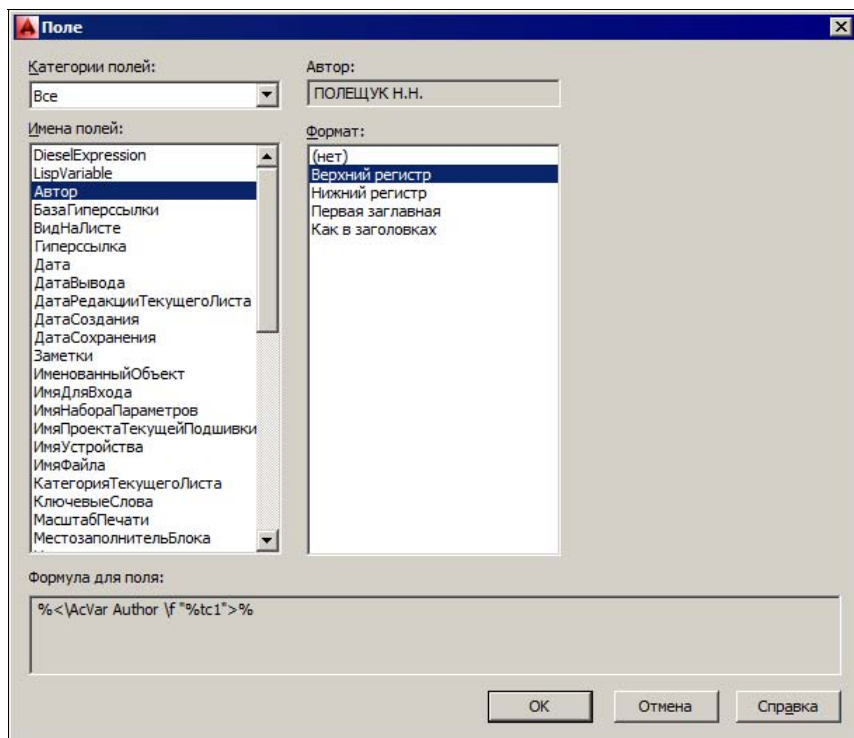 Поле
Категории полей:
Все
Имена полей:
DieselExpression
LispVariable
Автор
БазаГиперссылки
ВидНаЛисте
Гиперссылка
Дата
ДатаВывода
ДатаРедакцииТекущегоЛиста
ДатаСоздания
ДатаСохранения
Заметки
ИменованныйОбъект
ИмяДляВхода
ИмяНабораПараметров
ИмяПроектаТекущейПодшивки
ИмяУстройства
ИмяФайла
КатегорияТекущегоЛиста
КлючевыеСлова
МасштабПечати
МестозаполнительБлока
Автор:
ПОЛЕЩУК Н.Н.
Формат:
(нет)
Верхний регистр
Нижний регистр
Первая заглавная
Как в заголовках
Формула для поля:
%<\AcVar Author \f "%tc1">%
OK
Отмена
Справка